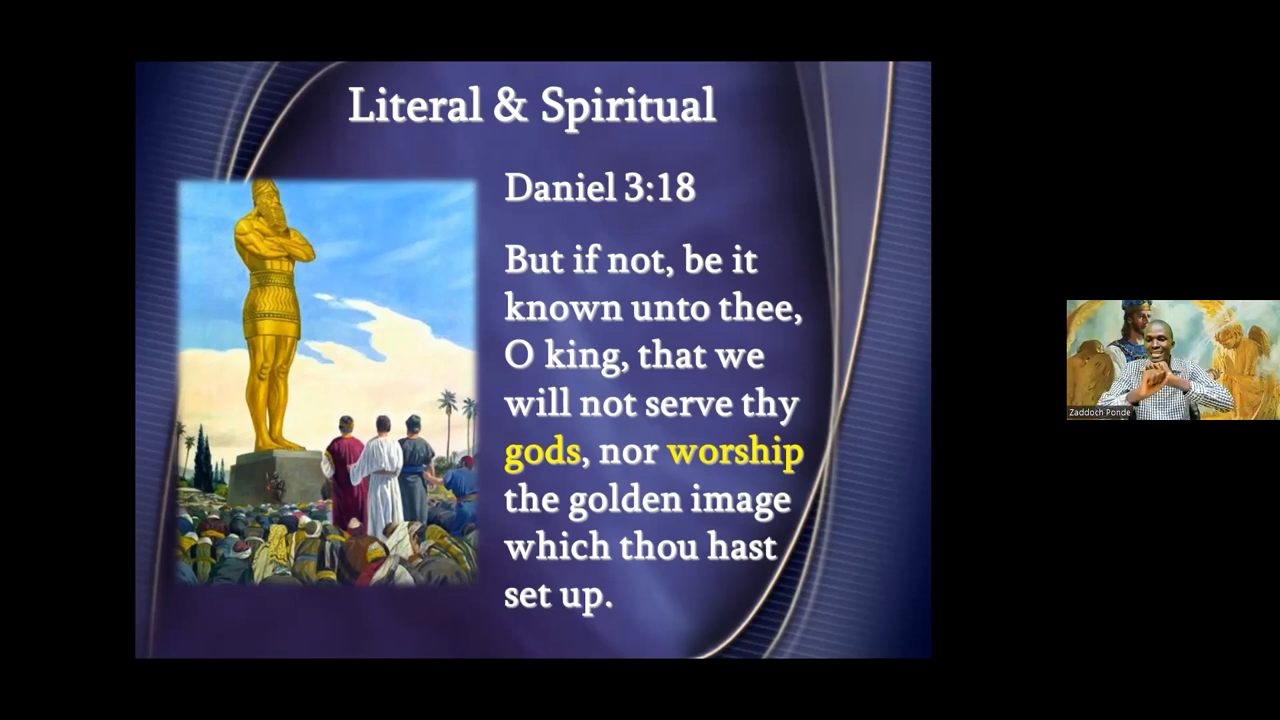 Literal & Spiritual
Daniel 3:18
But if not, be it
known unto thee,
O king, that we
will not serve thy
gods, nor worship
the golden image
which thou hast
set up.
Zaddoch Ponde